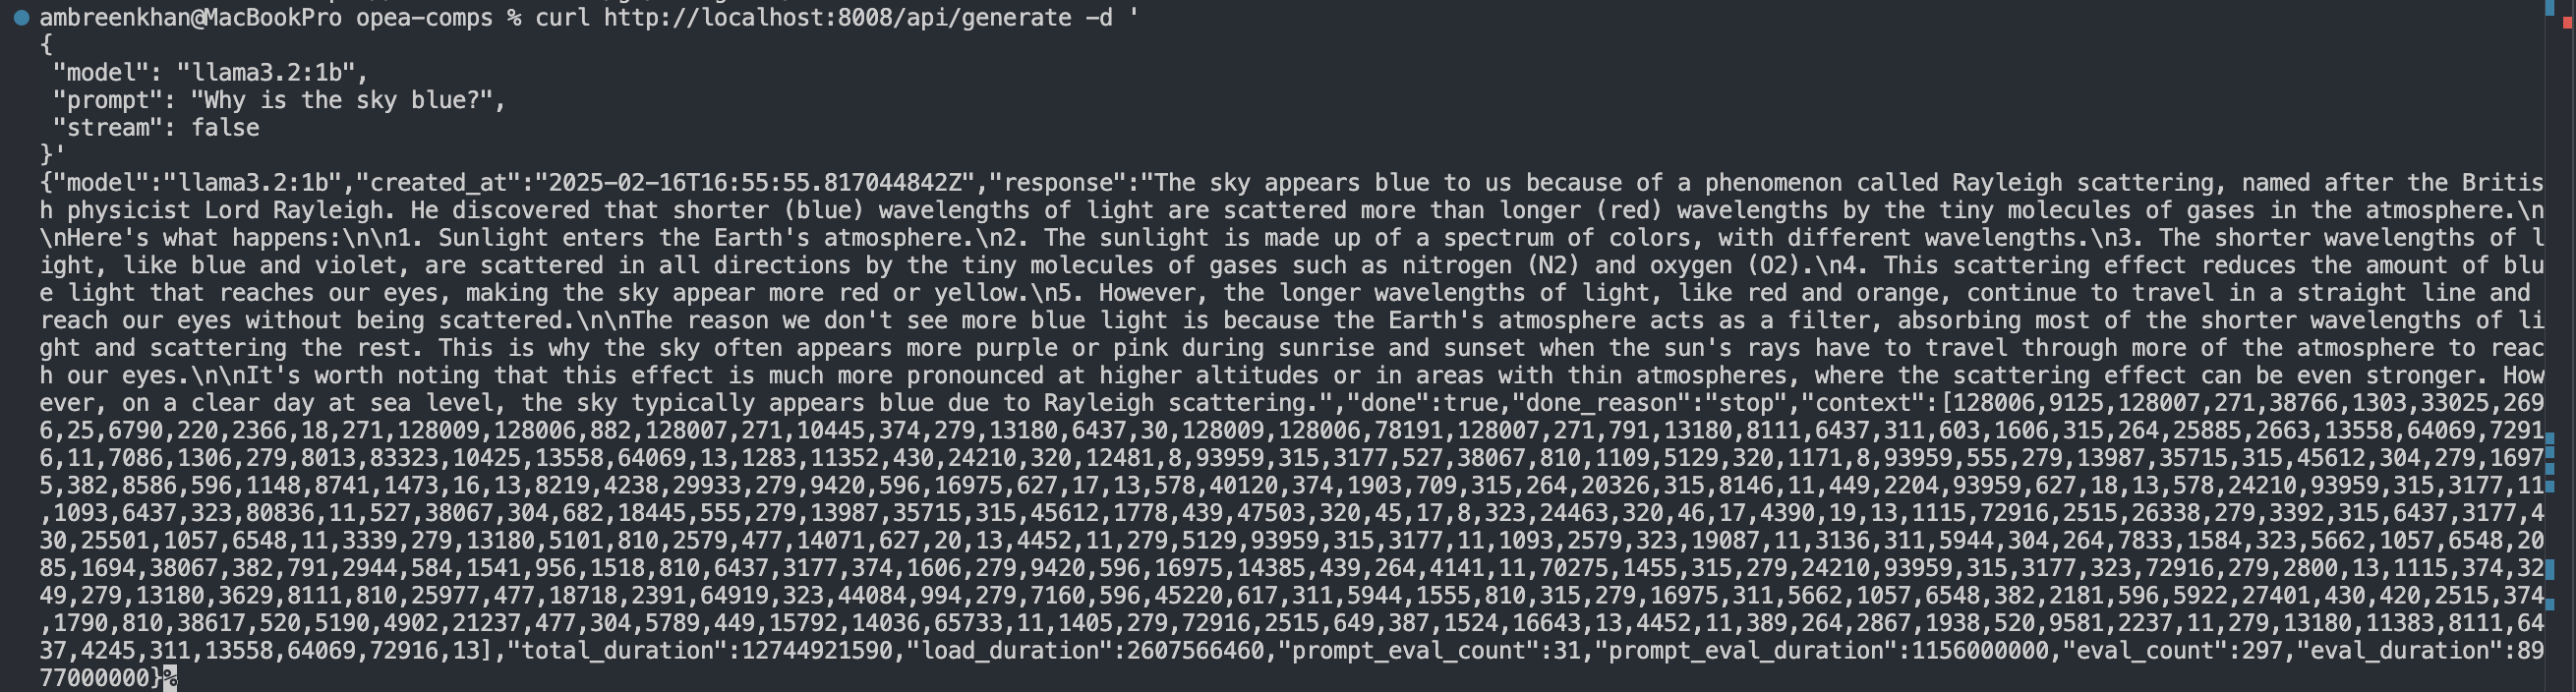 ambreenkhan@MacBookPro opea-comps % curl http://localhost:8008/api/generate -d '
{
 "model": "llama3.2:1b",
 "prompt": "Why is the sky blue?",
 "stream": false
}'
{"model":"llama3.2:1b","created_at":"2025-02-16T16:55:55.817044842Z","response":"The sky appears blue to us because of a phenomenon called Rayleigh scattering, named after the Britis
h physicist Lord Rayleigh. He discovered that shorter (blue) wavelengths of light are scattered more than longer (red) wavelengths by the tiny molecules of gases in the atmosphere.\n
\nHere's what happens:\n\n1. Sunlight enters the Earth's atmosphere.\n2. The sunlight is made up of a spectrum of colors, with different wavelengths.\n3. The shorter wavelengths of l
ight, like blue and violet, are scattered in all directions by the tiny molecules of gases such as nitrogen (N2) and oxygen (O2).\n4. This scattering effect reduces the amount of blu
e light that reaches our eyes, making the sky appear more red or yellow.\n5. However, the longer wavelengths of light, like red and orange, continue to travel in a straight line and
reach our eyes without being scattered.\n\nThe reason we don't see more blue light is because the Earth's atmosphere acts as a filter, absorbing most of the shorter wavelengths of li
ght and scattering the rest. This is why the sky often appears more purple or pink during sunrise and sunset when the sun's rays have to travel through more of the atmosphere to reac
h our eyes.\n\nIt's worth noting that this effect is much more pronounced at higher altitudes or in areas with thin atmospheres, where the scattering effect can be even stronger. How
ever, on a clear day at sea level, the sky typically appears blue due to Rayleigh scattering.","done":true,"done_reason":"stop","context":[128006,9125,128007,271,38766,1303,33025,269
6,25,6790,220,2366,18,271,128009,128006,882,128007,271,10445,374,279,13180,6437,30,128009,128006,78191,128007,271,791,13180,8111,6437,311,603,1606,315,264,25885,2663,13558,64069,7291
6,11,7086,1306,279,8013,83323,10425,13558,64069,13,1283,11352,430,24210,320,12481,8,93959,315,3177,527,38067,810,1109,5129,320,1171,8,93959,555,279,13987,35715,315,45612,304,279,1697
5,382,8586,596,1148,8741,1473,16,13,8219,4238,29933,279,9420,596,16975,627,17,13,578,40120,374,1903,709,315,264,20326,315,8146,11,449,2204,93959,627,18,13,578,24210,93959,315,3177,11
,1093,6437,323,80836,11,527,38067,304,682,18445,555,279,13987,35715,315,45612,1778,439,47503,320,45,17,8,323,24463,320,46,17,4390,19,13,1115,72916,2515,26338,279,3392,315,6437,3177,4
30,25501,1057,6548,11,3339,279,13180,5101,810,2579,477,14071,627,20,13,4452,11,279,5129,93959,315,3177,11,1093,2579,323,19087,11,3136,311,5944,304,264,7833,1584,323,5662,1057,6548,20
85,1694,38067,382,791,2944,584,1541,956,1518,810,6437,3177,374,1606,279,9420,596,16975,14385,439,264,4141,11,70275,1455,315,279,24210,93959,315,3177,323,72916,279,2800,13,1115,374,32
49,279,13180,3629,8111,810,25977,477,18718,2391,64919,323,44084,994,279,7160,596,45220,617,311,5944,1555,810,315,279,16975,311,5662,1057,6548,382,2181,596,5922,27401,430,420,2515,374
,1790,810,38617,520,5190,4902,21237,477,304,5789,449,15792,14036,65733,11,1405,279,72916,2515,649,387,1524,16643,13,4452,11,389,264,2867,1938,520,9581,2237,11,279,13180,11383,8111,64
37,4245,311,13558,64069,72916,13],"total_duration":12744921590,"load_duration":2607566460,"prompt_eval_count":31,"prompt_eval_duration":1156000000,"eval_count":297,"eval_duration":89
77000000}%